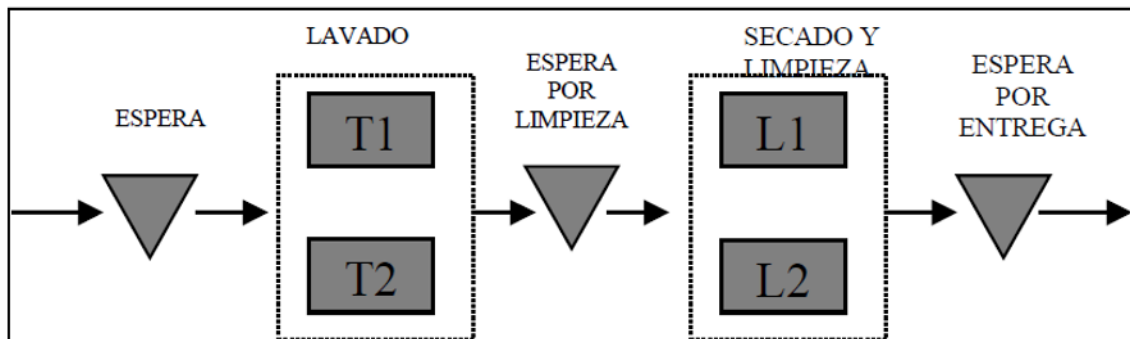 ESPERA
LAVADO
T1
T2
ESPERA
POR
LIMPIEZA
SECADO Y
LIMPIEZA
L1
L2
ESPERA
POR
ENTREGA